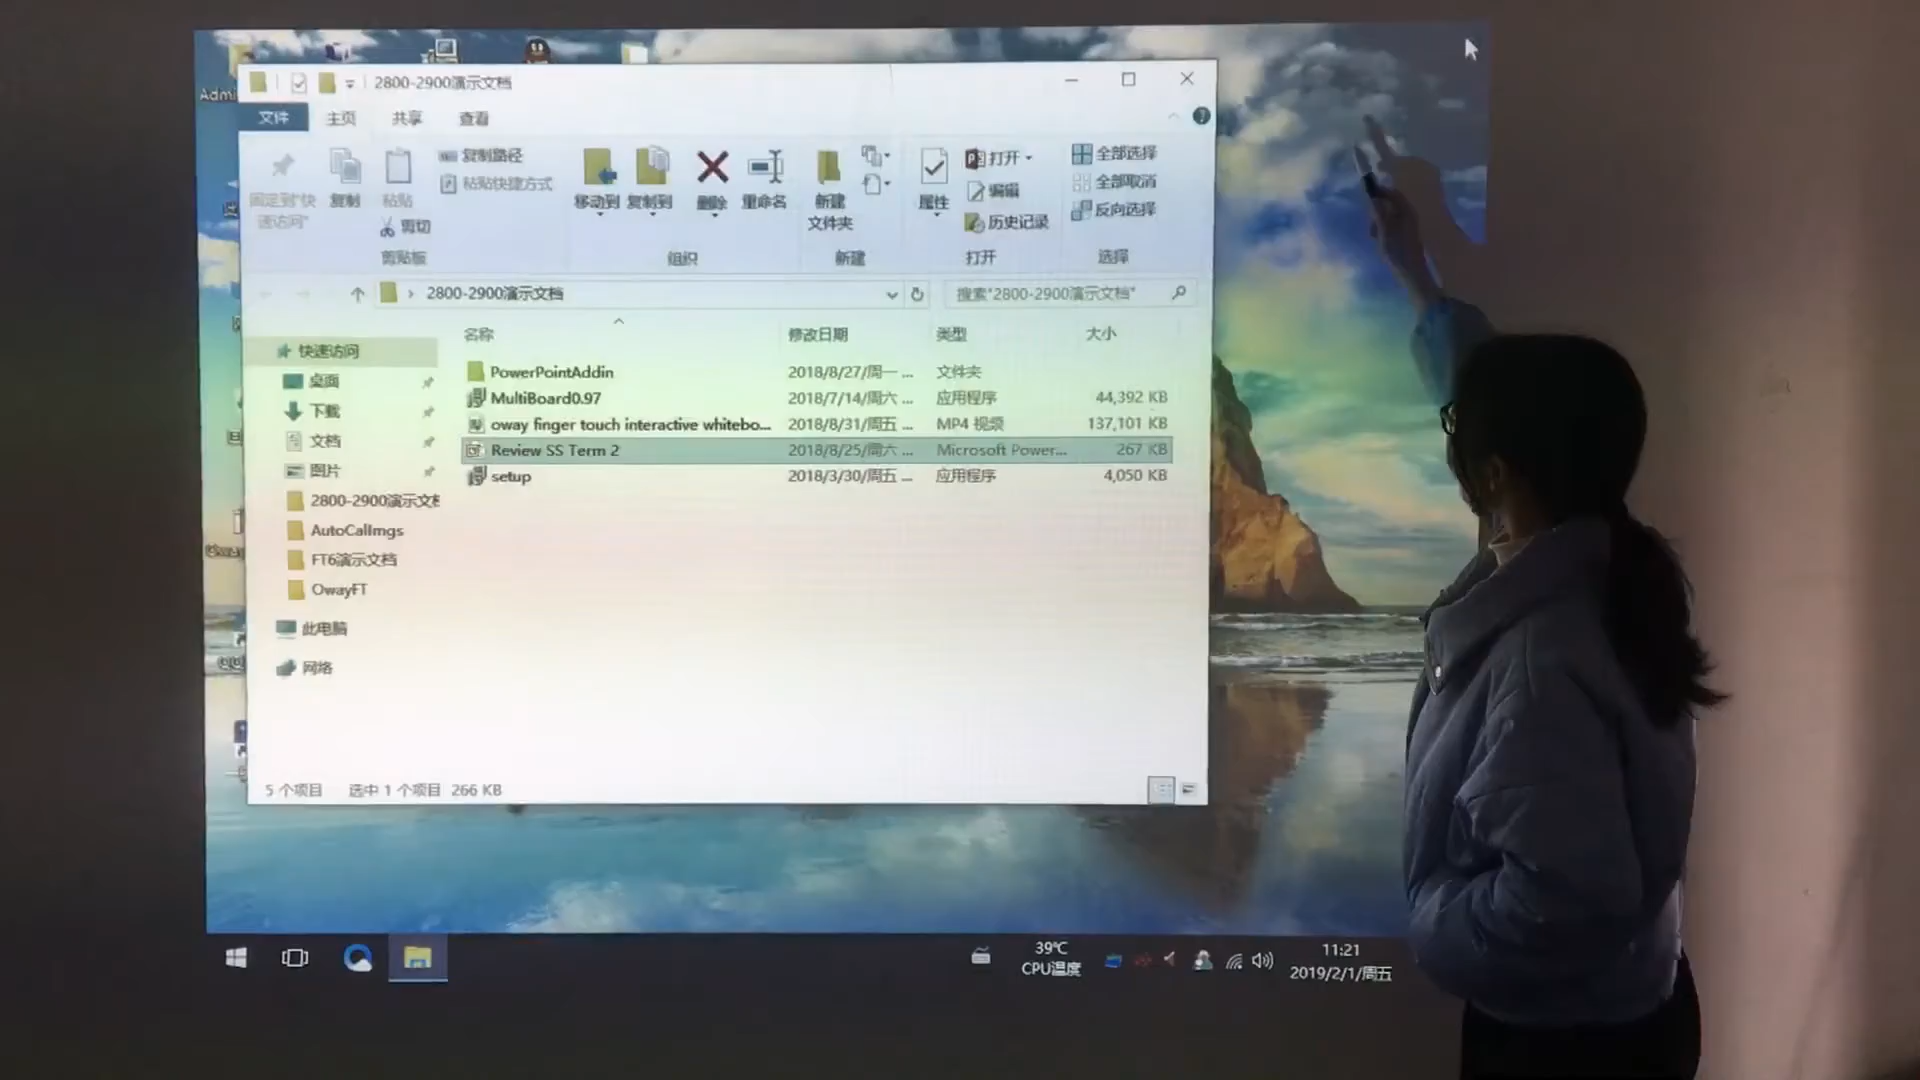 2800-2900演示文档
文件 主页 共享 查看
固定到"快速访问"
复制
粘贴
复制路径
粘贴快捷方式
剪切
剪贴板
移动到 复制到 删除 重命名
组织
新建文件夹
新建
属性
打开
编辑
历史记录
打开
全部选择
全部取消
反向选择
选择
2800-2900演示文档
搜索"2800-2900演示文档"
名称 修改日期 类型 大小
PowerPointAddin 2018/8/27/周一 ... 文件夹
MultiBoard0.97 2018/7/14/周六 ... 应用程序 44,392 KB
oway finger touch interactive whitebo... 2018/8/31/周五 ... MP4 视频 137,101 KB
Review SS Term 2 2018/8/25/周六 ... Microsoft Power... 267 KB
setup 2018/3/30/周五 ... 应用程序 4,050 KB
快速访问
桌面
下载
文档
图片
2800-2900演示文档
AutoCallmgs
FT6演示文档
OwayFT
此电脑
网络
5 个项目 选中 1 个项目 266 KB
Admi
39℃
CPU温度
11:21
2019/2/1/周五